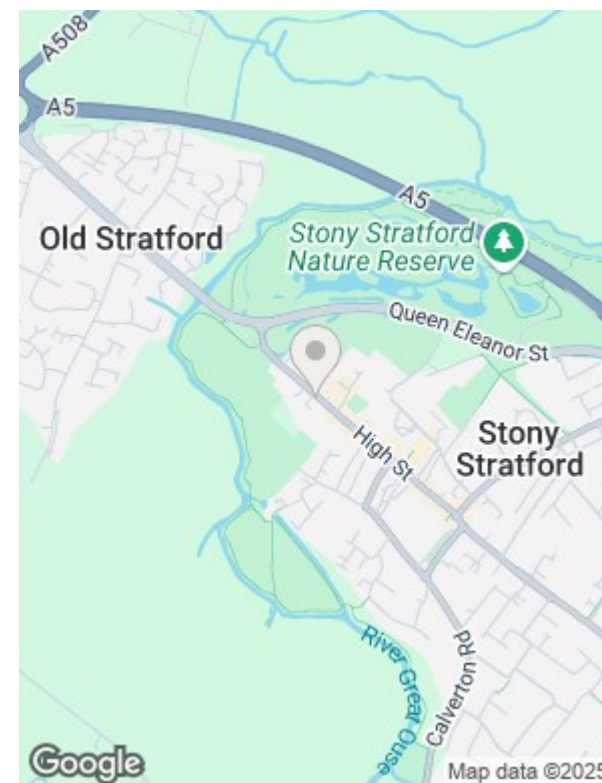 A508
A5
A5
Old Stratford
Stony Stratford
Nature Reserve
Queen Eleanor St
High St
Stony
Stratford
River Great Ouse
Calverton Rd
Google
Map data ©2025